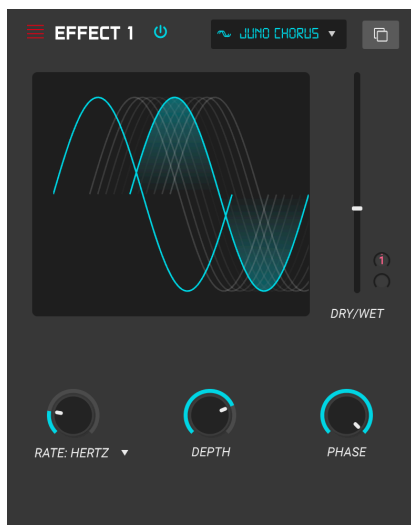 EFFECT 1
JUNO CHORUS
1
DRY/WET
RATE: HERTZ
DEPTH
PHASE